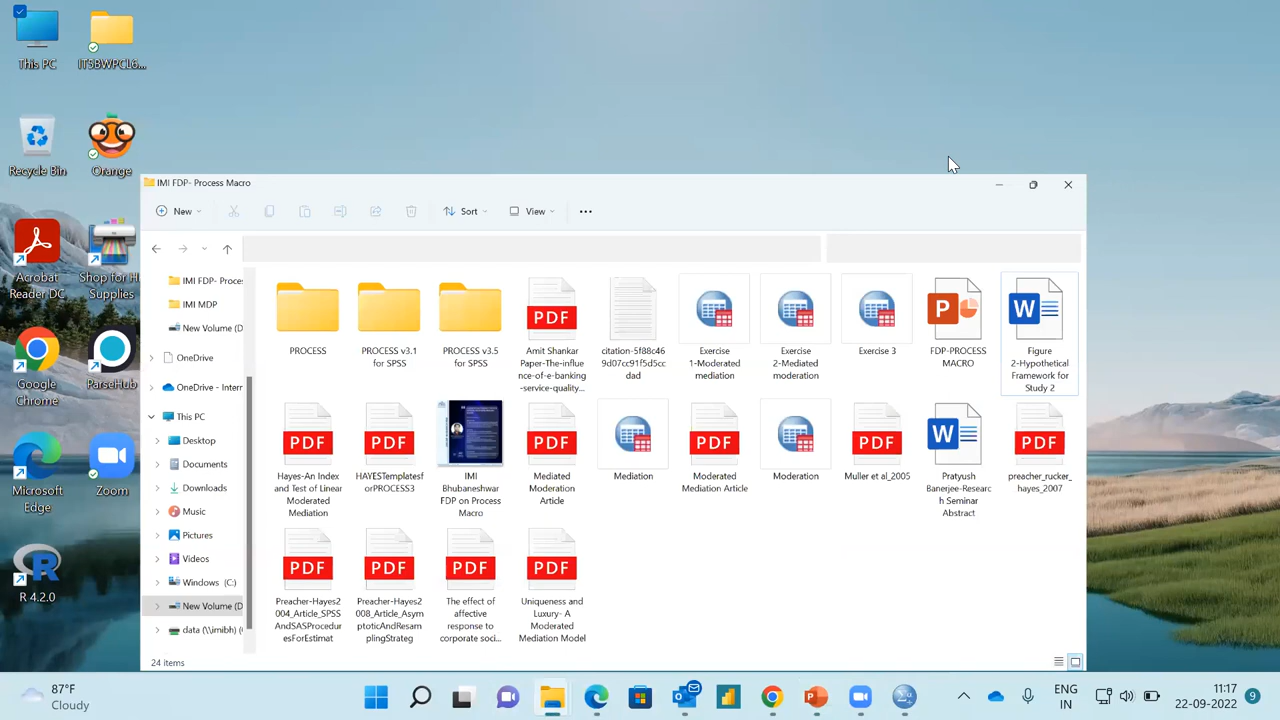 This PC
ITSBWPCL6...
Recycle Bin
Orange
Acrobat
Reader DC
Shop for H
Supplies
Google
Chrome
ParseHub
Microsoft
Edge
Zoom
R 4.2.0
IMI FDP- Process Macro
New
Sort
View
IMI FDP- Proces
IMI MDP
New Volume (D
OneDrive
OneDrive - Intern
This PC
Desktop
Documents
Downloads
Music
Pictures
Videos
Windows (C:)
New Volume (D
data (\\imibh) (
PROCESS
PROCESS v3.1
for SPSS
PROCESS v3.5
for SPSS
PDF
Amit Shankar
Paper-The-influe
nce-of-e-banking
-service-quality...
citation-5f88c46
9d07cc91f5d5cc
dad
Exercise
1-Moderated
mediation
Exercise
2-Mediated
moderation
Exercise 3
P
FDP-PROCESS
MACRO
W
Figure
2-Hypothetical
Framework for
Study 2
PDF
Hayes-An Index
and Test of Linear
Moderated
Mediation
PDF
HAYESTemplatesf
orPROCESS3
IMI
Bhubaneshwar
FDP on Process
Macro
PDF
Mediated
Moderation
Article
Mediation
PDF
Moderated
Mediation Article
Moderation
PDF
Muller et al_2005
W
Pratyush
Banerjee-Researc
h Seminar
Abstract
PDF
preacher_rucker_
hayes_2007
PDF
Preacher-Hayes2
004_Article_SPSS
AndSASProcedur
esForEstimat
PDF
Preacher-Hayes2
008_Article_Asym
ptoticAndResam
plingStrateg
PDF
The effect of
affective
response to
corporate soci...
PDF
Uniqueness and
Luxury- A
Moderated
Mediation Model
24 items
87°F
Cloudy
ENG
IN
11:17
22-09-2022
9